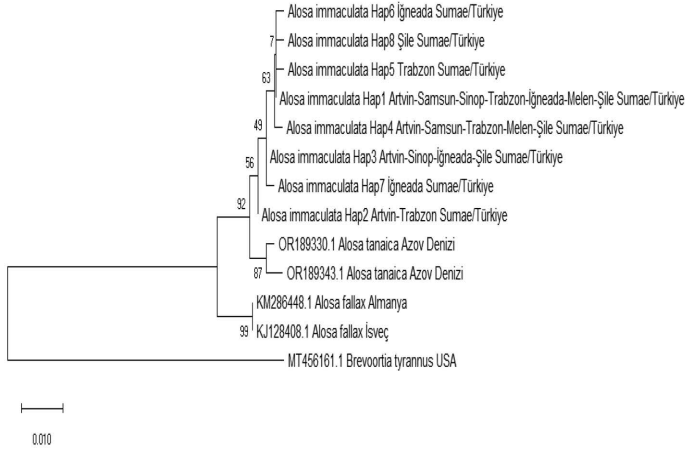 Alosa immaculata Hap6 İğneada Sumae/Türkiye
7
Alosa immaculata Hap8 Şile Sumae/Türkiye
Alosa immaculata Hap5 Trabzon Sumae/Türkiye
63
Alosa immaculata Hap1 Artvin-Samsun-Sinop-Trabzon-İğneada-Melen-Şile Sumae/Türkiye
49
Alosa immaculata Hap4 Artvin-Samsun-Trabzon-Melen-Şile Sumae/Türkiye
56
Alosa immaculata Hap3 Artvin-Sinop-İğneada-Şile Sumae/Türkiye
Alosa immaculata Hap7 İğneada Sumae/Türkiye
92
Alosa immaculata Hap2 Artvin-Trabzon Sumae/Türkiye
OR189330.1 Alosa tanaica Azov Denizi
87
OR189343.1 Alosa tanaica Azov Denizi
KM286448.1 Alosa fallax Almanya
99
KJ128408.1 Alosa fallax İsveç
MT456161.1 Brevoortia tyrannus USA
0.010